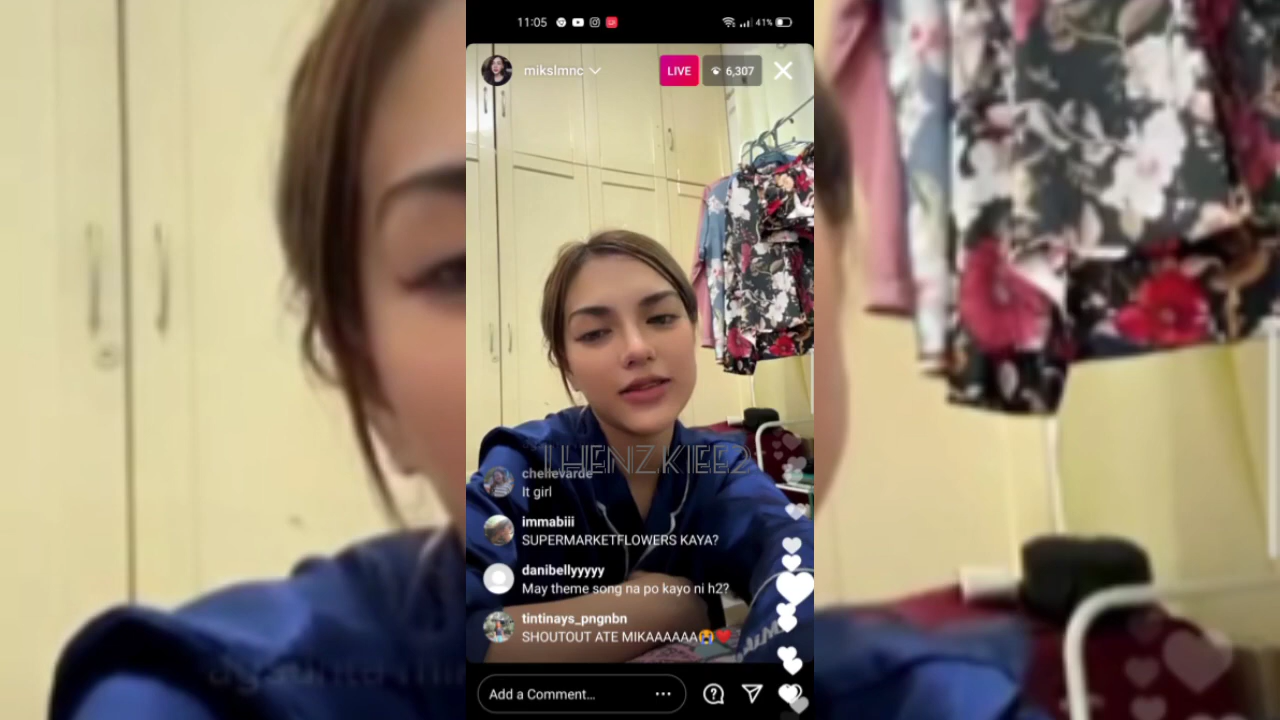 11:05
41%
mikslmnc
LIVE
6,307
chellevarde
It girl
immabiii
SUPERMARKETFLOWERS KAYA?
danibellyyyyy
May theme song na po kayo ni h2?
tintinays_pngnbn
SHOUTOUT ATE MIKAAAAAA😭❤️
Add a Comment...